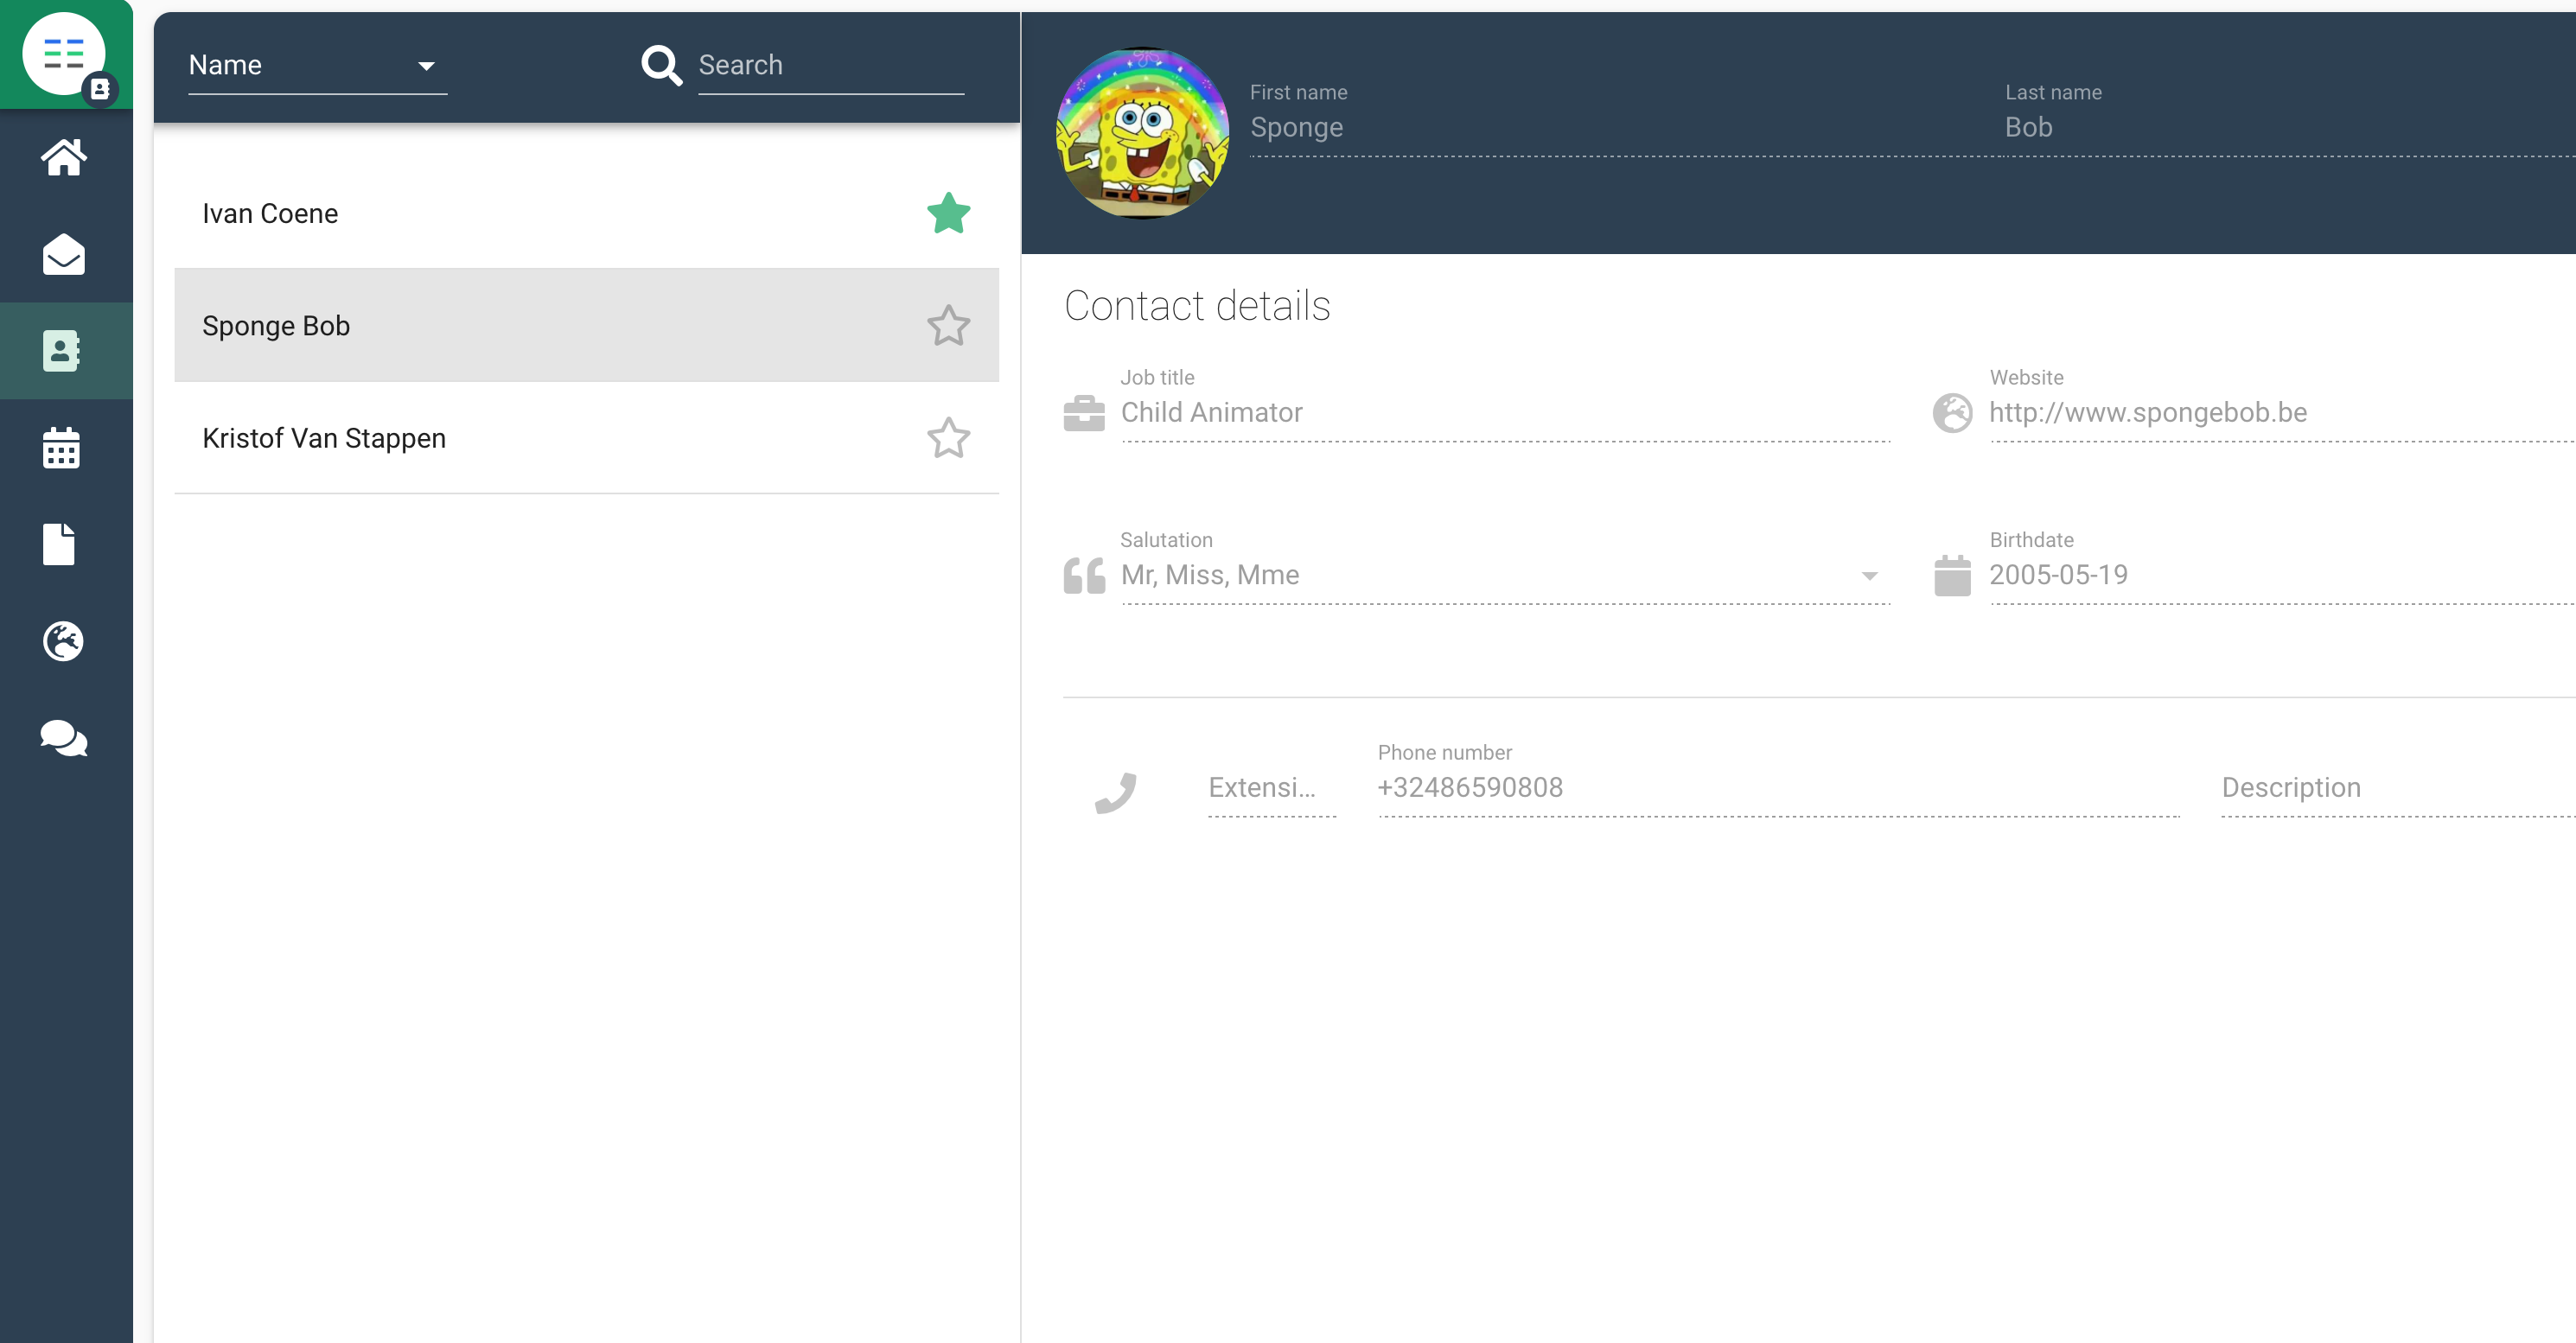 Name
Search
Ivan Coene
Sponge Bob
Kristof Van Stappen
First name
Sponge
Last name
Bob
Contact details
Job title
Child Animator
Website
http://www.spongebob.be
Salutation
Mr, Miss, Mme
Birthdate
2005-05-19
Extensi...
Phone number
+32486590808
Description